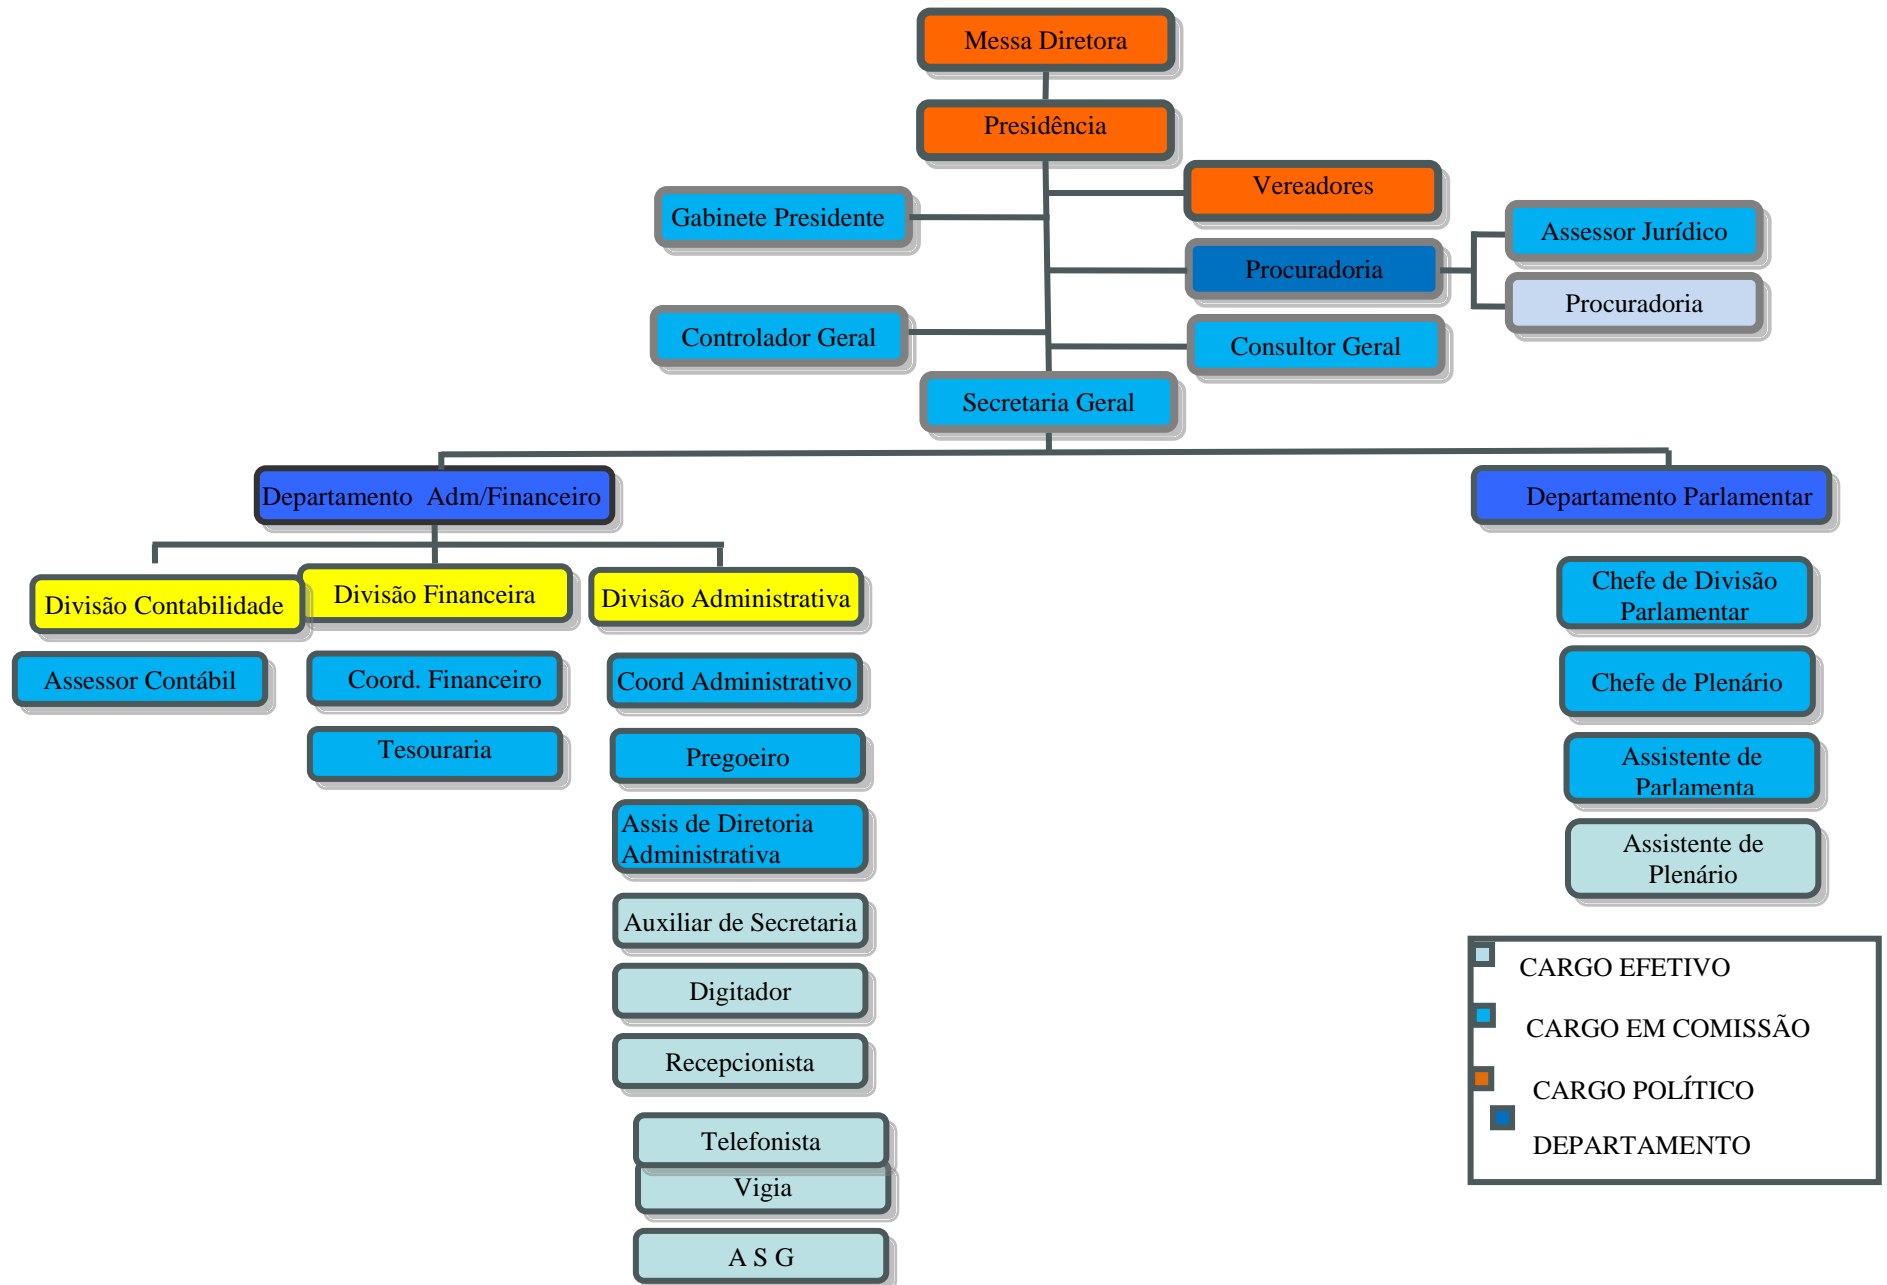 Messa Diretora
Presidência
Vereadores
Gabinete Presidente
Assessor Jurídico
Procuradoria
Procuradoria
Controlador Geral
Consultor Geral
Secretaria Geral
Departamento Adm/Financeiro
Departamento Parlamentar
Divisão Contabilidade
Divisão Financeira
Divisão Administrativa
Assessor Contábil
Coord. Financeiro
Tesouraria
Coord Administrativo
Pregoeiro
Assis de Diretoria
Administrativa
Auxiliar de Secretaria
Digitador
Recepcionista
Telefonista
Vigia
A S G
Chefe de Divisão
Parlamentar
Chefe de Plenário
Assistente de
Parlamenta
Assistente de
Plenário
CARGO EFETIVO
CARGO EM COMISSÃO
CARGO POLÍTICO
DEPARTAMENTO